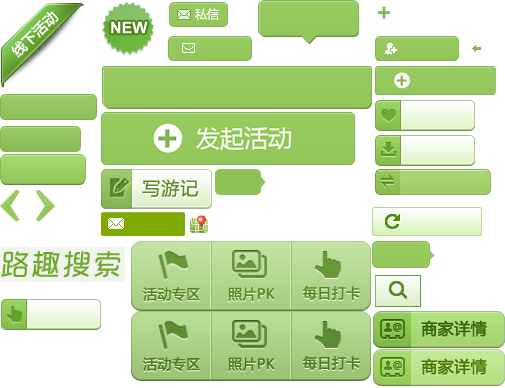 线下活动
NEW
私信
发起活动
写游记
路趣搜索
活动专区 照片PK 每日打卡
活动专区 照片PK 每日打卡
商家详情
商家详情